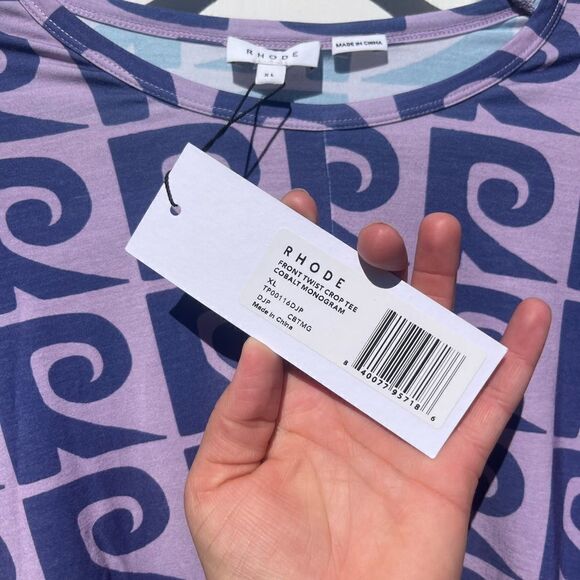 RHODE
XL
MADE IN CHINA
RHODE
FRONT TWIST CROP TEE
COBALT MONOGRAM
XL
TP00116DJP
DJP CBTMG
Made in China
8 40077 95718 6